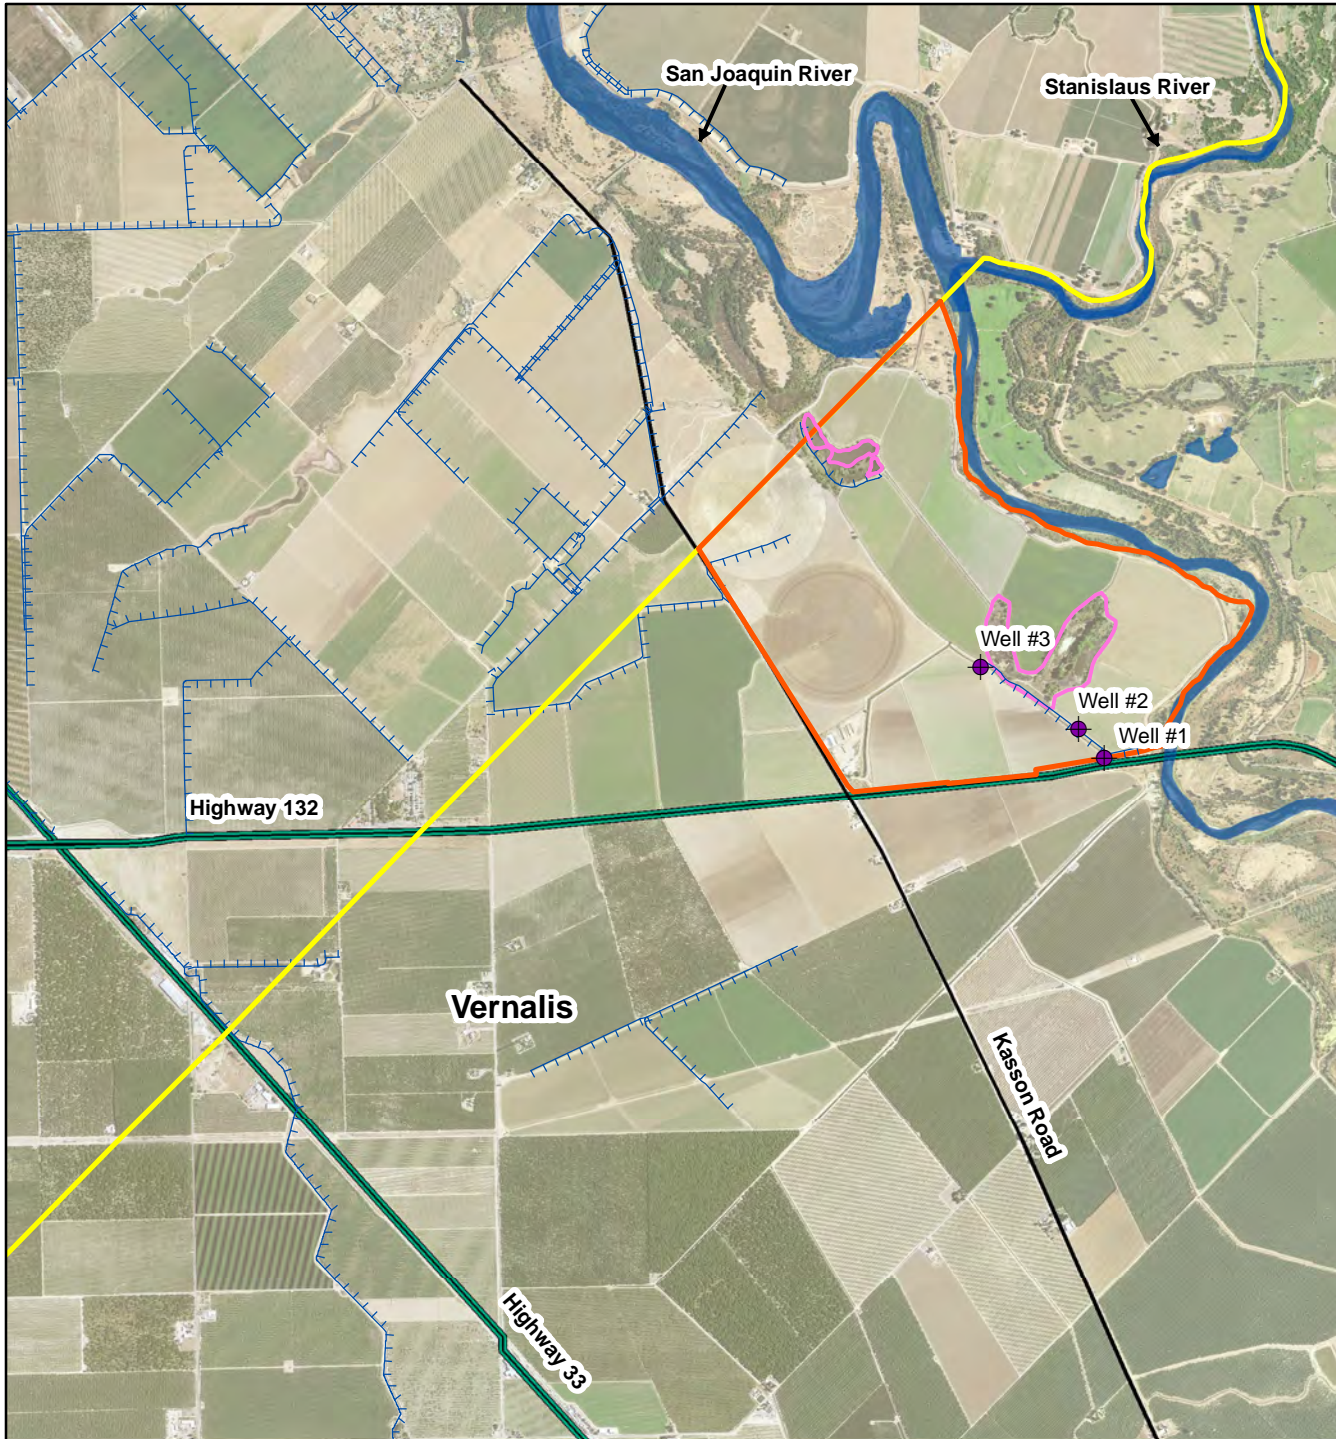 San Joaquin River
Stanislaus River
Well #3
Well #2
Well #1
Highway 132
Vernalis
Kasson Road
Highway 33